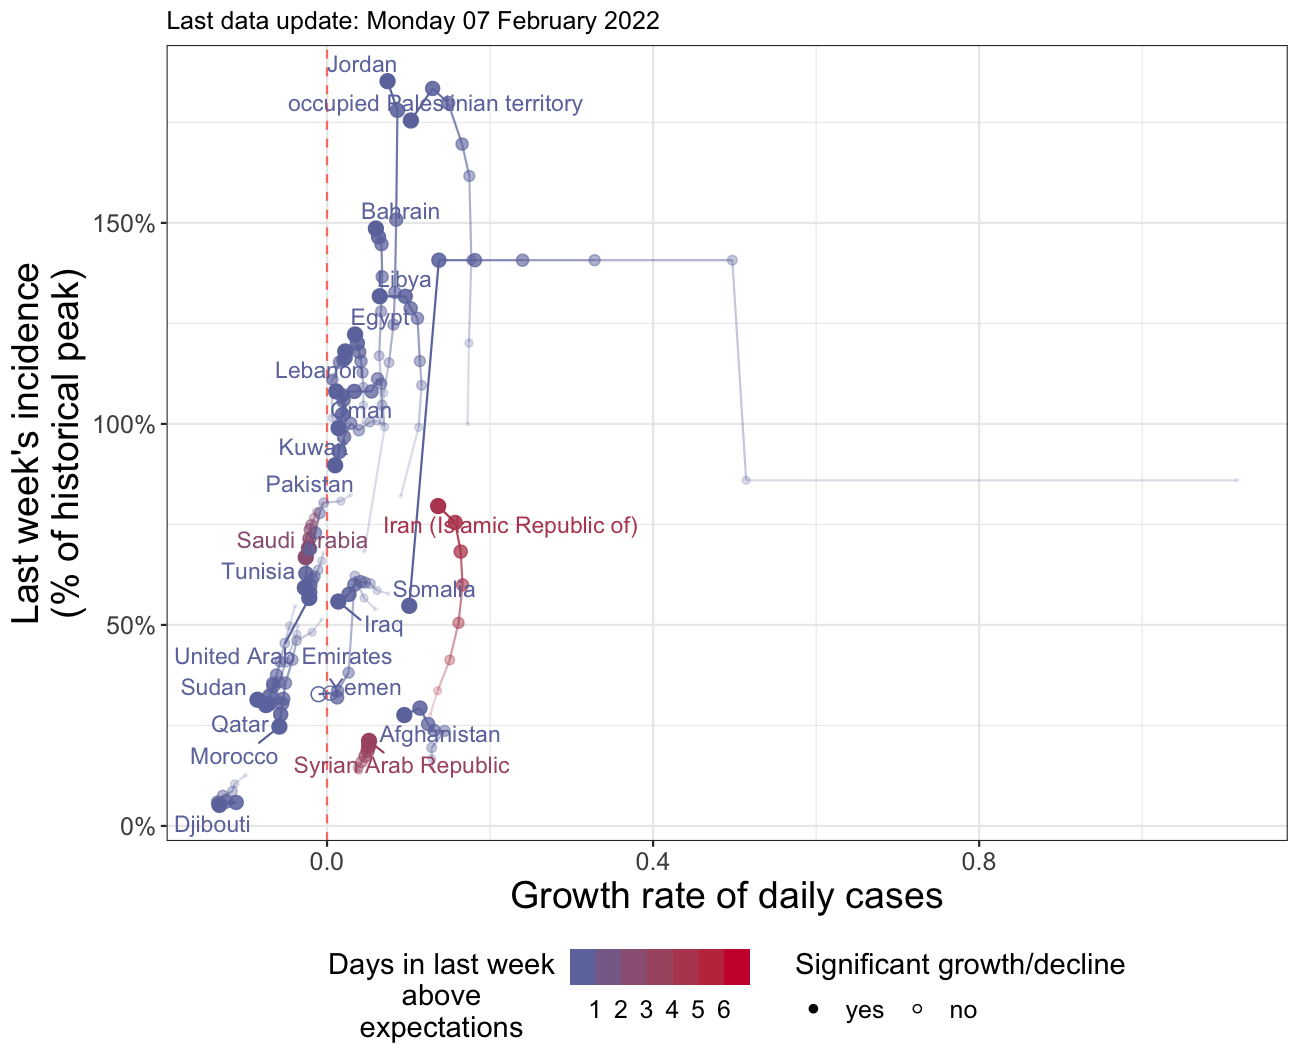 Last data update: Monday 07 February 2022
Last week's incidence
(% of historical peak)
150%
100%
50%
0%
Jordan
occupied Palestinian territory
Bahrain
Libya
Egypt
Lebanon
Oman
Kuwait
Pakistan
Iran (Islamic Republic of)
Saudi Arabia
Tunisia
Somalia
Iraq
United Arab Emirates
Sudan
Yemen
Qatar
Afghanistan
Morocco
Syrian Arab Republic
Djibouti
0.0 0.4 0.8
Growth rate of daily cases
Days in last week
above
expectations
1 2 3 4 5 6
Significant growth/decline
yes no